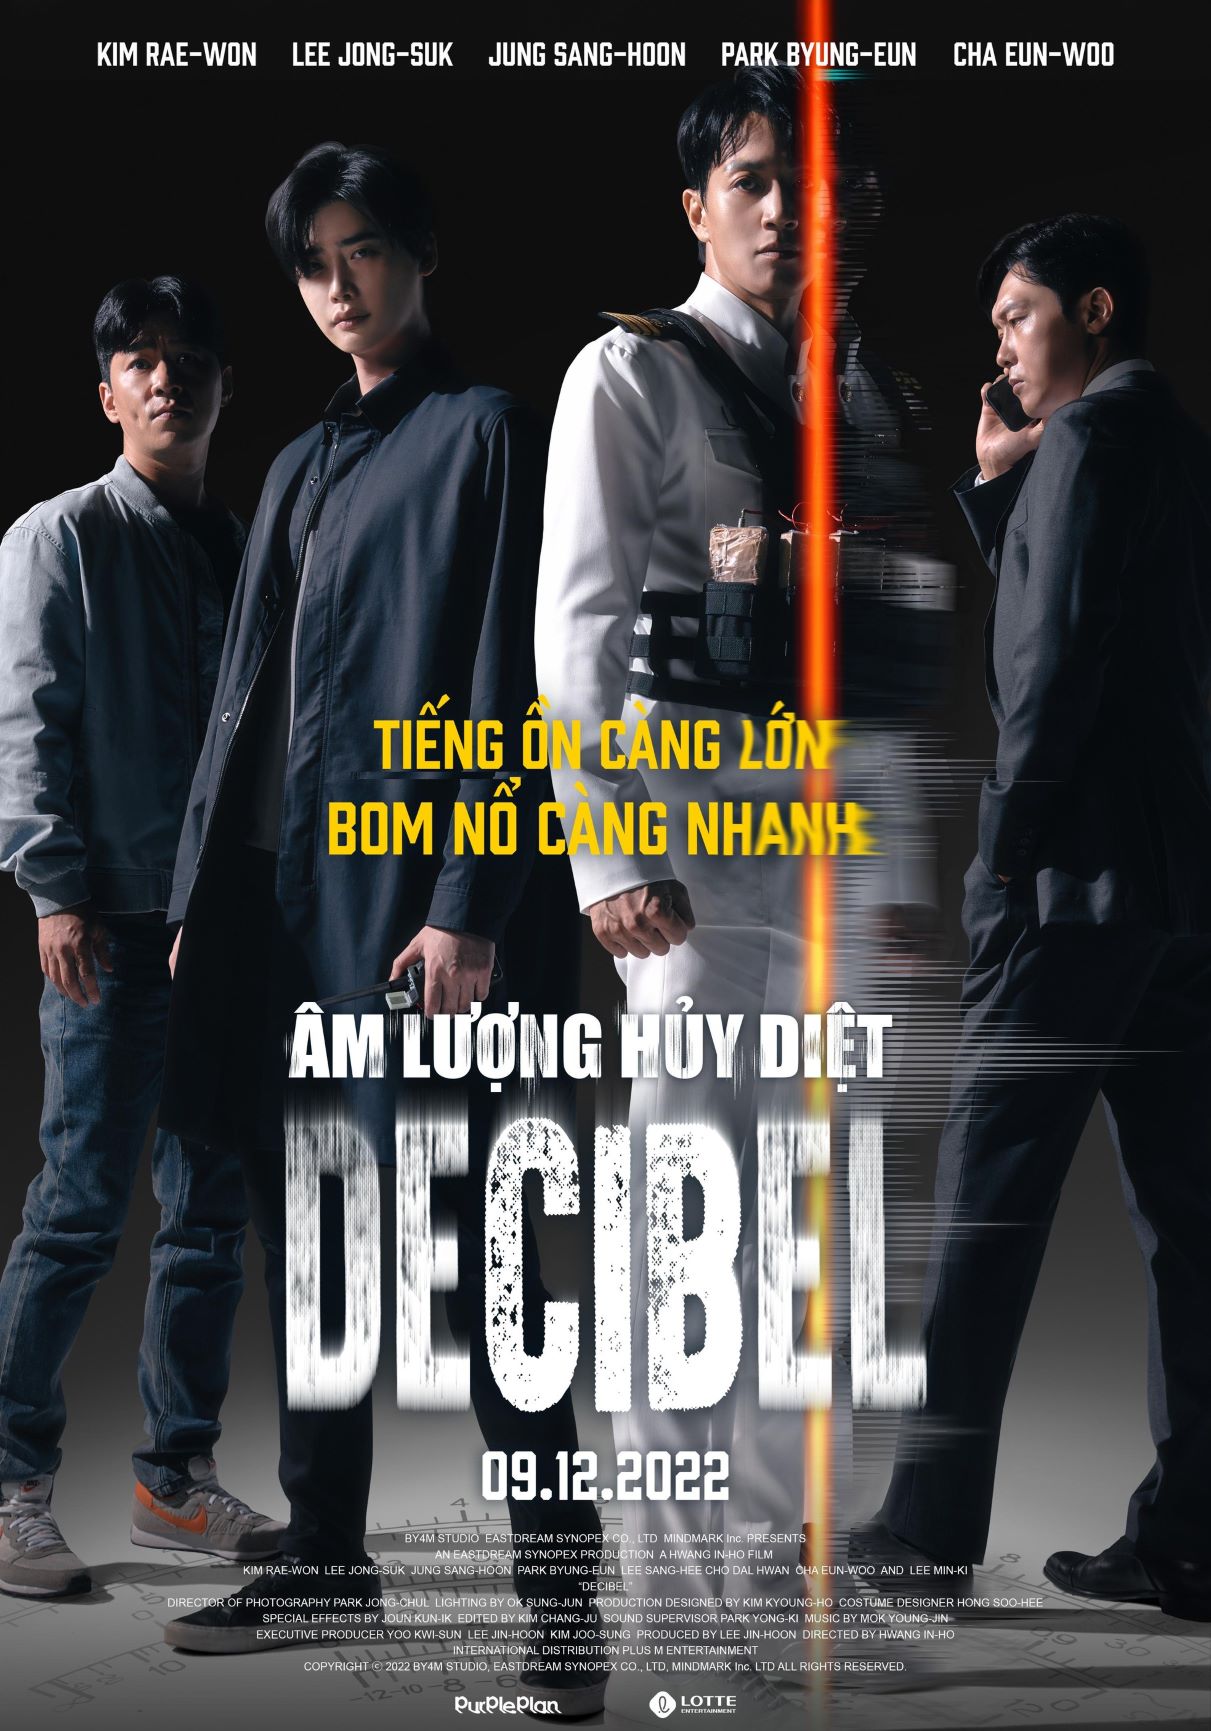 KIM RAE-WON LEE JONG-SUK JUNG SANG-HOON PARK BYUNG-EUN CHA EUN-WOO
TIẾNG ỒN CÀNG LỚN
BOM NỔ CÀNG NHANH
ÂM LƯỢNG HỦY DIỆT
DECIBEL
09.12.2022
BY4M STUDIO EASTDREAM SYNOPEX CO., LTD MINDMARK Inc. PRESENTS
AN EASTDREAM SYNOPEX PRODUCTION A HWANG IN-HO FILM
KIM RAE-WON LEE JONG-SUK JUNG SANG-HOON PARK BYUNG-EUN LEE SANG-HEE CHO DAL HWAN CHA EUN-WOO AND LEE MIN-KI
"DECIBEL"
DIRECTOR OF PHOTOGRAPHY PARK JONG-CHUL LIGHTING BY OK SUNG-JUN PRODUCTION DESIGNED BY KIM KYOUNG-HO COSTUME DESIGNER HONG SOO-HEE
SPECIAL EFFECTS BY JOUN KUN-IK EDITED BY KIM CHANG-JU SOUND SUPERVISOR PARK YONG-KI MUSIC BY MOK YOUNG-JIN
EXECUTIVE PRODUCER YOO KWI-SUN LEE JIN-HOON KIM JOO-SUNG PRODUCED BY LEE JIN-HOON DIRECTED BY HWANG IN-HO
INTERNATIONAL DISTRIBUTION PLUS M ENTERTAINMENT
COPYRIGHT ⓒ 2022 BY4M STUDIO, EASTDREAM SYNOPEX CO., LTD, MINDMARK Inc. LTD ALL RIGHTS RESERVED.
PurPlePlan LOTTE
ENTERTAINMENT